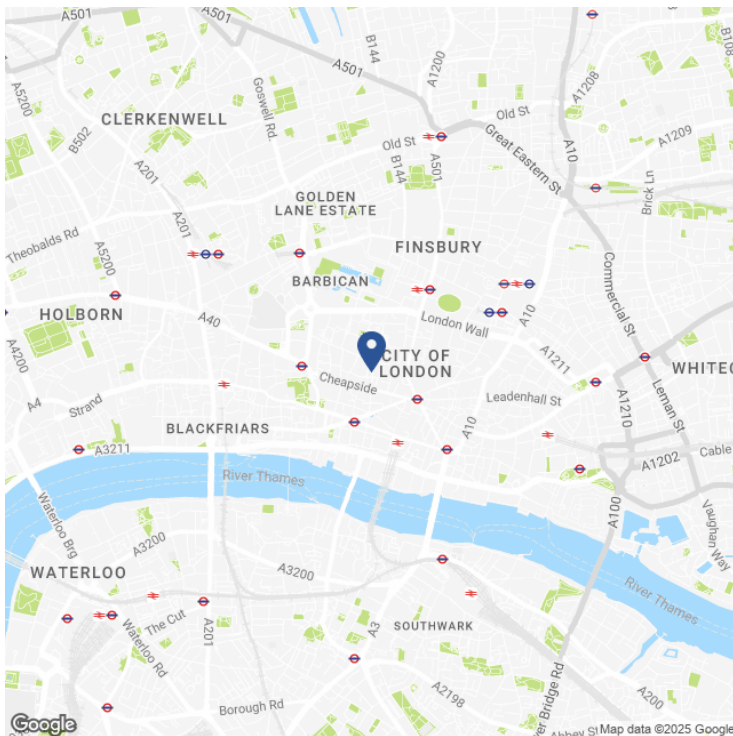 A501
B144
A1200
A5200
A501
Goswell Rd.
A1208
B108
CLERKENWELL
B502
Old St
Old St
Great Eastern St
A10
A1209
A201
B144
A501
Brick Ln
GOLDEN
LANE ESTATE
A201
Theobalds Rd
A5200
FINSBURY
Commercial St
BARBICAN
HOLBORN
A40
London Wall
A10
A1211
A4200
CITY OF
LONDON
WHITEC
Cheapside
Leadenhall St
A1210
Leman St
A4
Strand
BLACKFRIARS
A10
A3211
Cable
A1202
River Thames
A100
Vaughan Way
Waterloo Brg
A3200
WATERLOO
A3200
River Thames
The Cut
A201
Waterloo Rd
A3
SOUTHWARK
A2198
A200
Borough Rd
er Bridge Rd
Abbey St
Google
Map data ©2025 Google